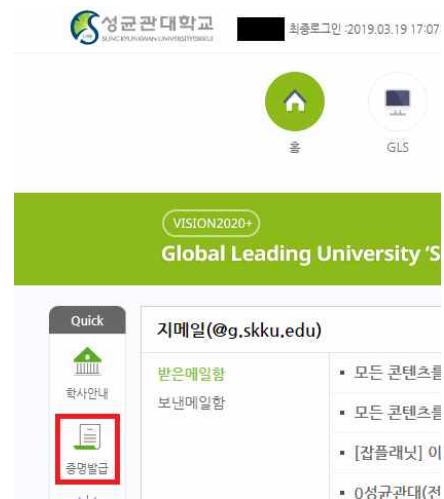 성균관대학교
최종로그인 :2019.03.19 17:07
홈
GLS
VISION2020+
Global Leading University 'S
Quick
학사안내
증명발급
지메일(@g.skku.edu)
받은메일함
보낸메일함
▪ 모든 콘텐츠를
▪ 모든 콘텐츠를
▪ [잡플래닛] 이
▪ 0성균관대(전